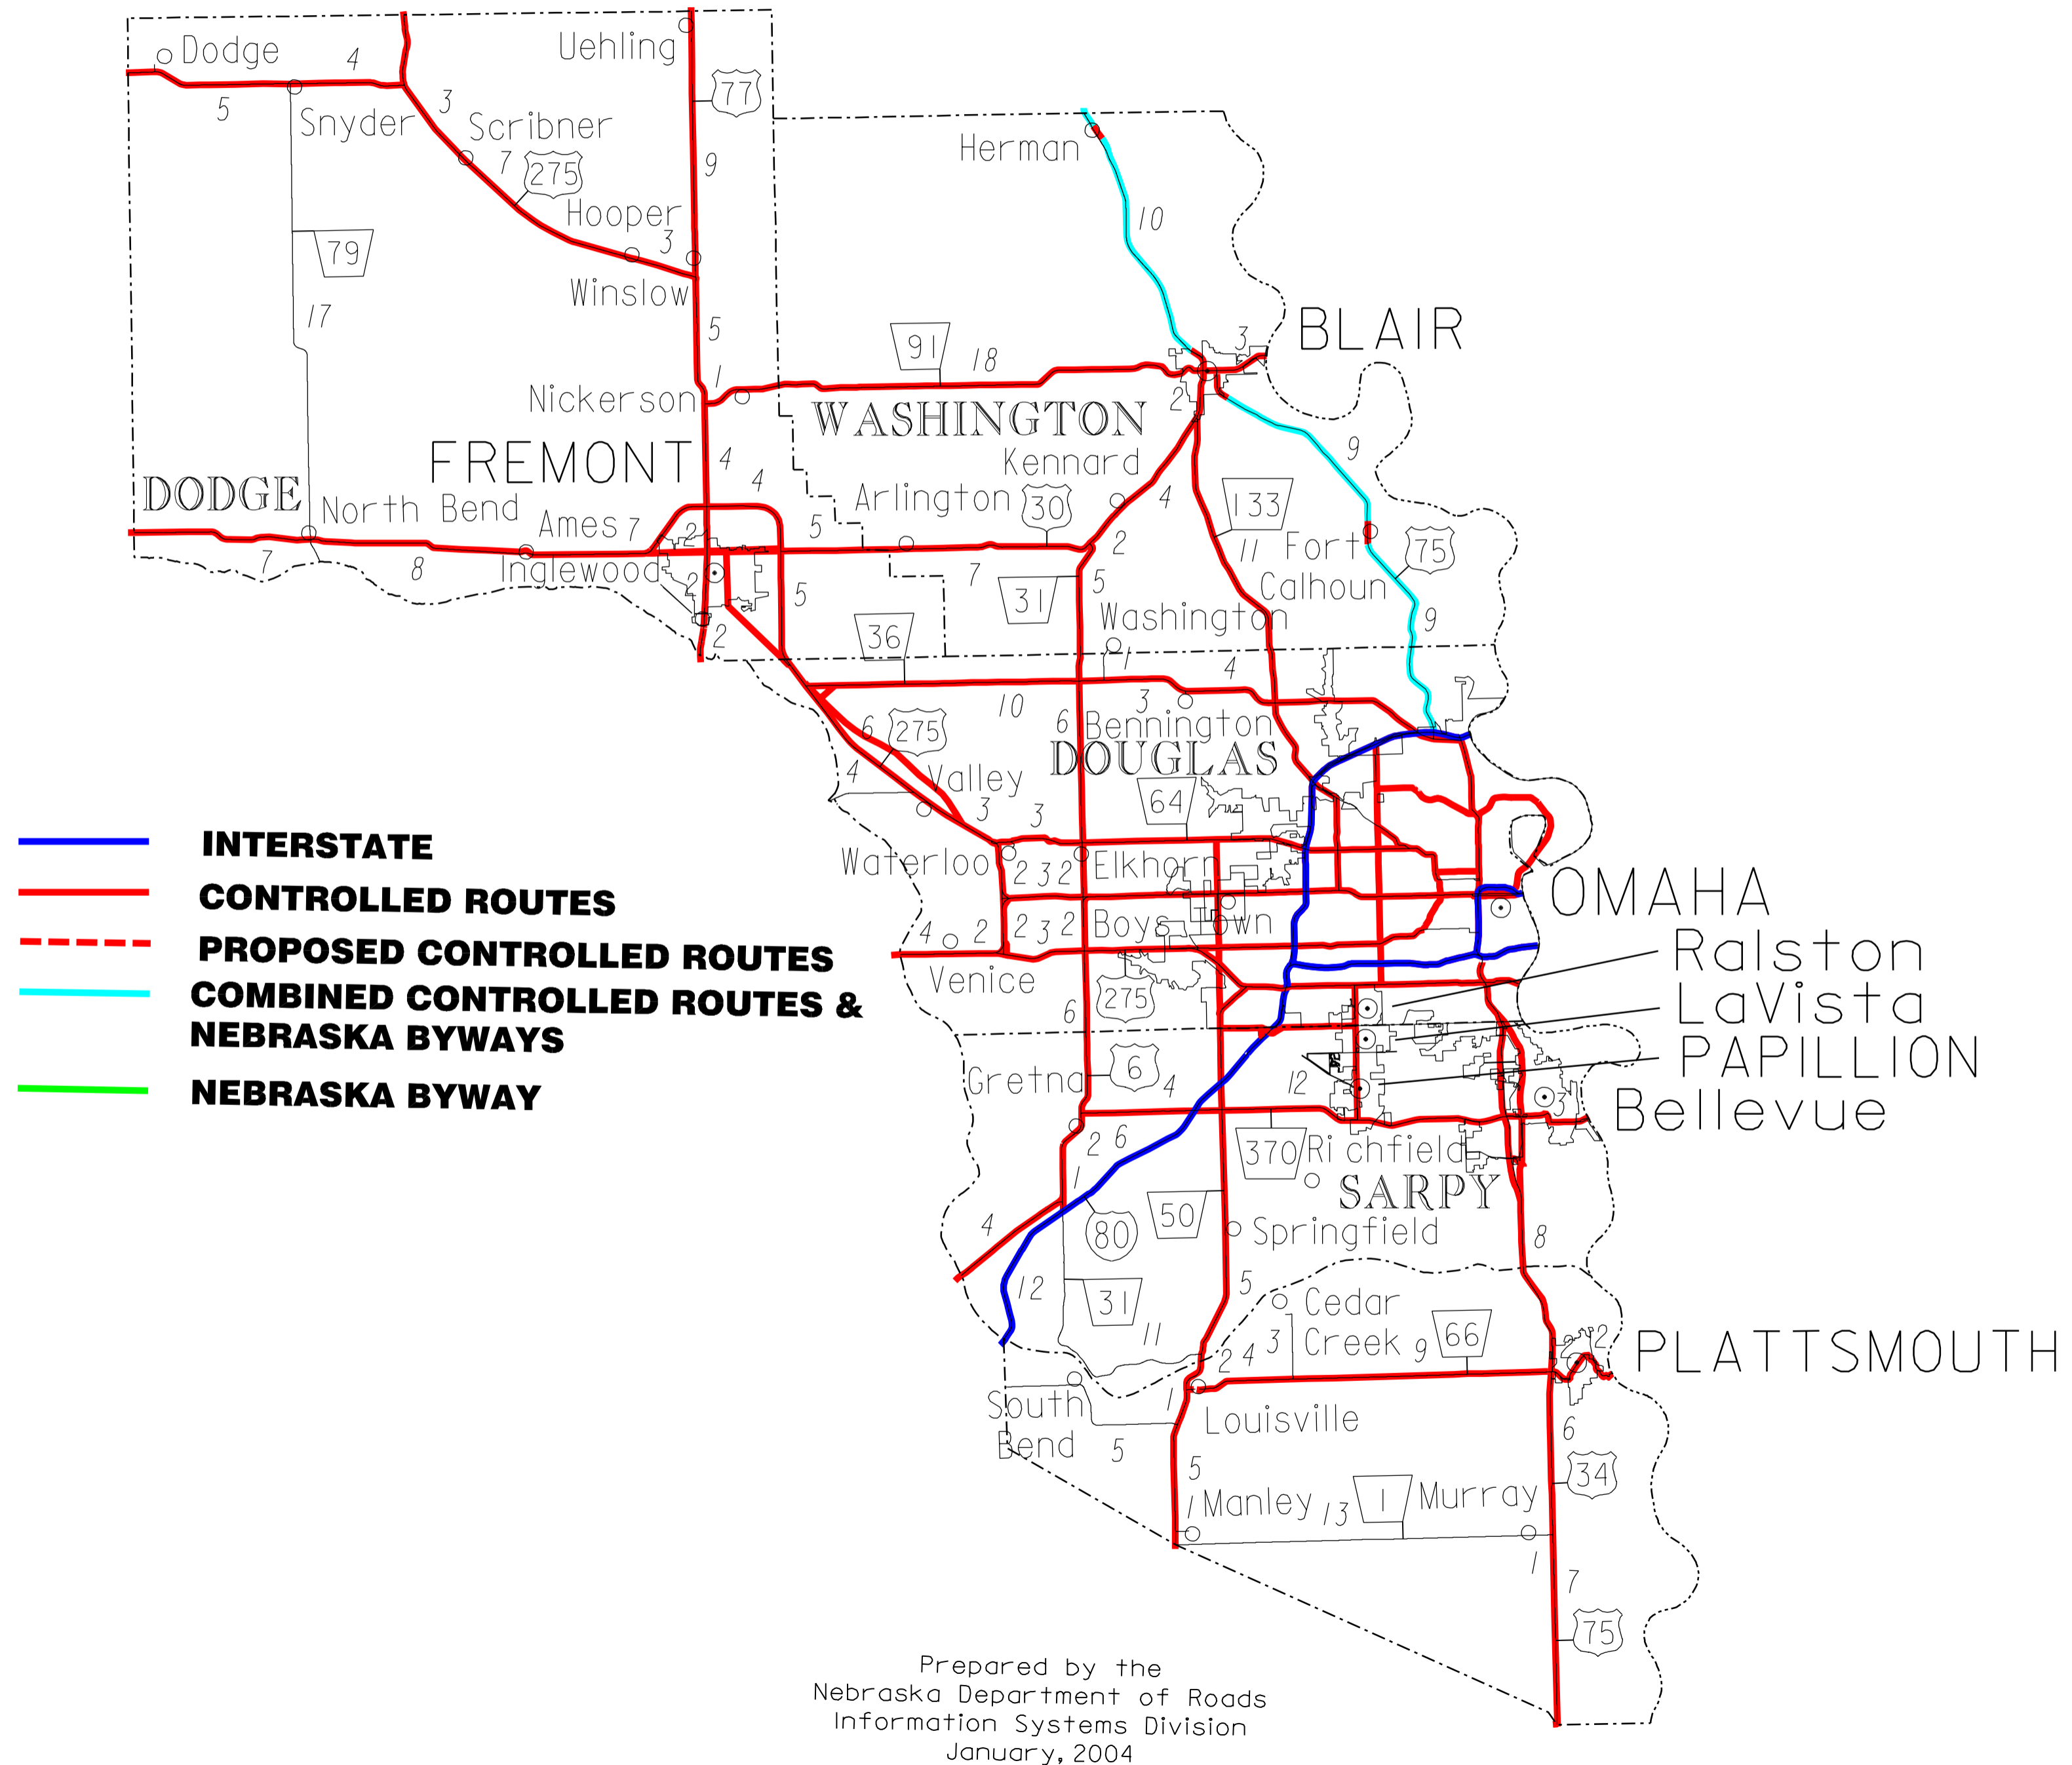 Dodge
4
Uehling
77
5
3
Snyder
Scribner
7
275
9
Herman
Hooper
3
10
79
Winslow
17
5
3
BLAIR
91
18
1
Nickerson
2
WASHINGTON
FREMONT
4
Kennard
9
4
DODGE
North Bend
Ames
7
2
5
Arlington
30
4
133
7
8
Inglewood
2
5
7
2
11
Fort
Calhoun
75
31
5
2
36
Washington
9
1
4
10
3
6
Bennington
6
275
DOUGLAS
4
Valley
3
3
64
INTERSTATE
Waterloo
2
3
2
Elkhorn
CONTROLLED ROUTES
OMAHA
4
2
2
3
2
Boys Town
PROPOSED CONTROLLED ROUTES
Ralston
Venice
COMBINED CONTROLLED ROUTES &
NEBRASKA BYWAYS
6
275
LaVista
PAPILLION
NEBRASKA BYWAY
Gretna
6
4
12
3
Bellevue
2
6
370
Richfield
1
SARPY
4
80
50
Springfield
8
12
31
5
Cedar
Creek
11
2
4
3
9
66
2
2
PLATTSMOUTH
South
Bend
1
Louisville
5
6
5
34
1
Manley
13
1
Murray
1
7
75
Prepared by the
Nebraska Department of Roads
Information Systems Division
January, 2004